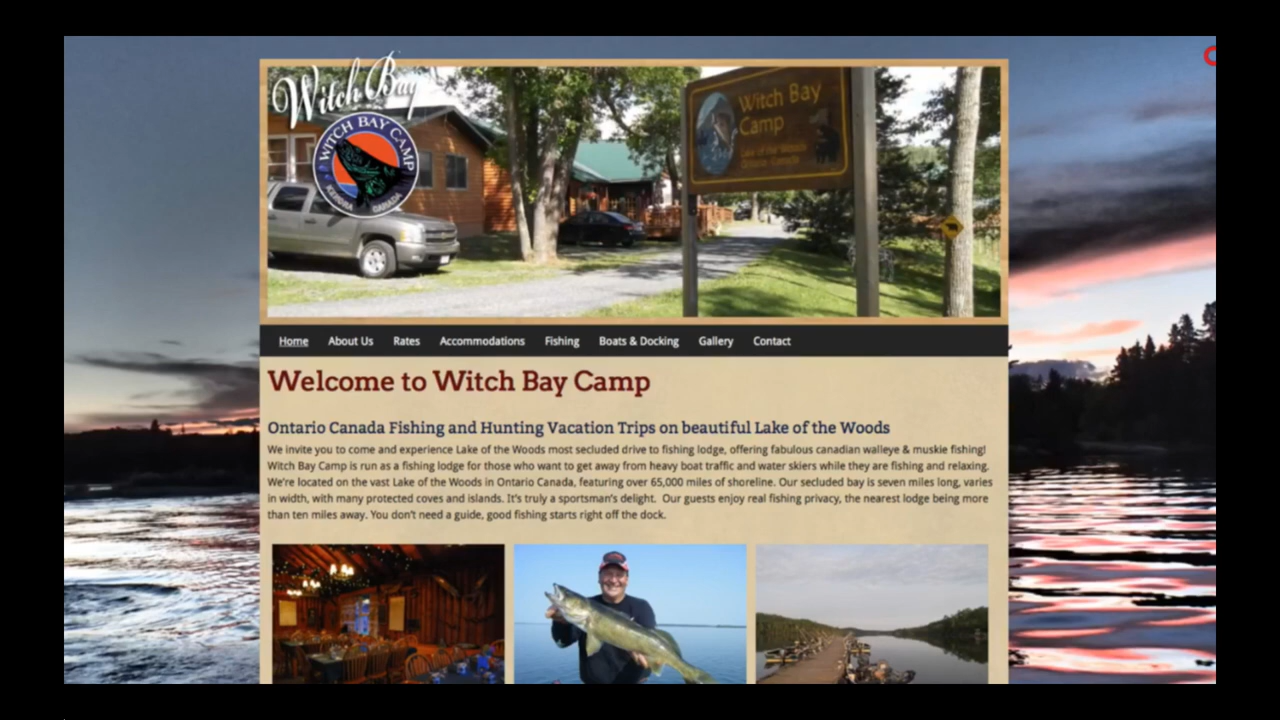 Witch Bay
WITCH BAY CAMP
KENORA CANADA
Witch Bay
Camp
Lake of the Woods
Ontario Canada
Home About Us Rates Accommodations Fishing Boats & Docking Gallery Contact
Welcome to Witch Bay Camp
Ontario Canada Fishing and Hunting Vacation Trips on beautiful Lake of the Woods
We invite you to come and experience Lake of the Woods most secluded drive to fishing lodge, offering fabulous canadian walleye & muskie fishing!
Witch Bay Camp is run as a fishing lodge for those who want to get away from heavy boat traffic and water skiers while they are fishing and relaxing.
We're located on the vast Lake of the Woods in Ontario Canada, featuring over 65,000 miles of shoreline. Our secluded bay is seven miles long, varies
in width, with many protected coves and islands. It's truly a sportsman's delight. Our guests enjoy real fishing privacy, the nearest lodge being more
than ten miles away. You don't need a guide, good fishing starts right off the dock.